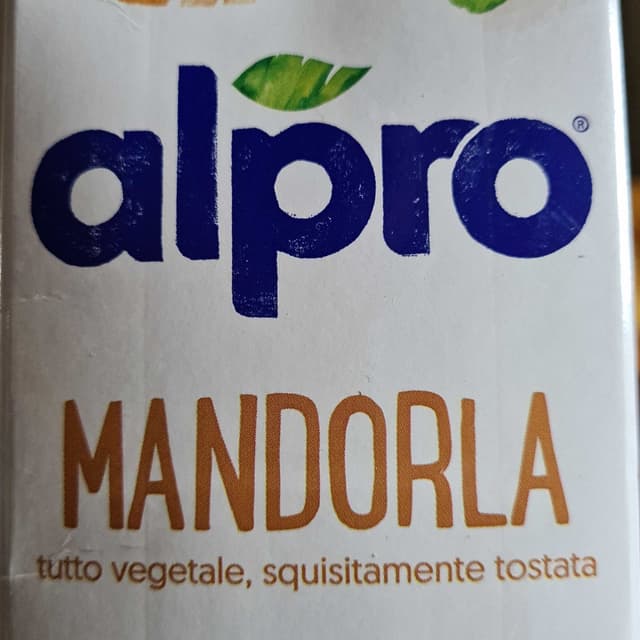 alpro®
MANDORLA
tutto vegetale, squisitamente tostata